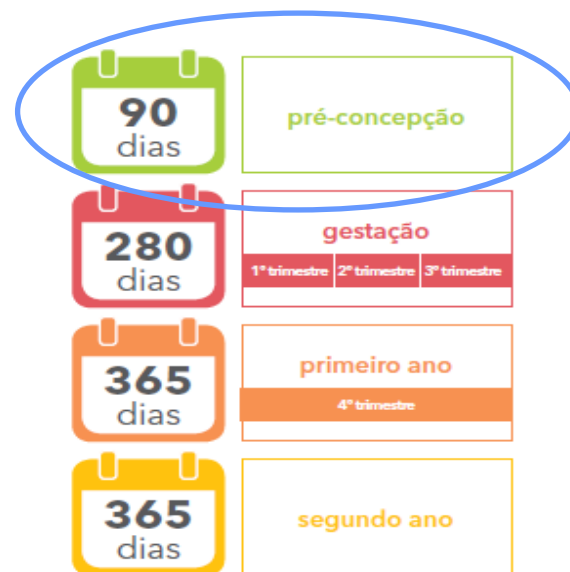 90
dias
pré-concepção
280
dias
gestação
1º trimestre 2º trimestre 3º trimestre
365
dias
primeiro ano
4º trimestre
365
dias
segundo ano